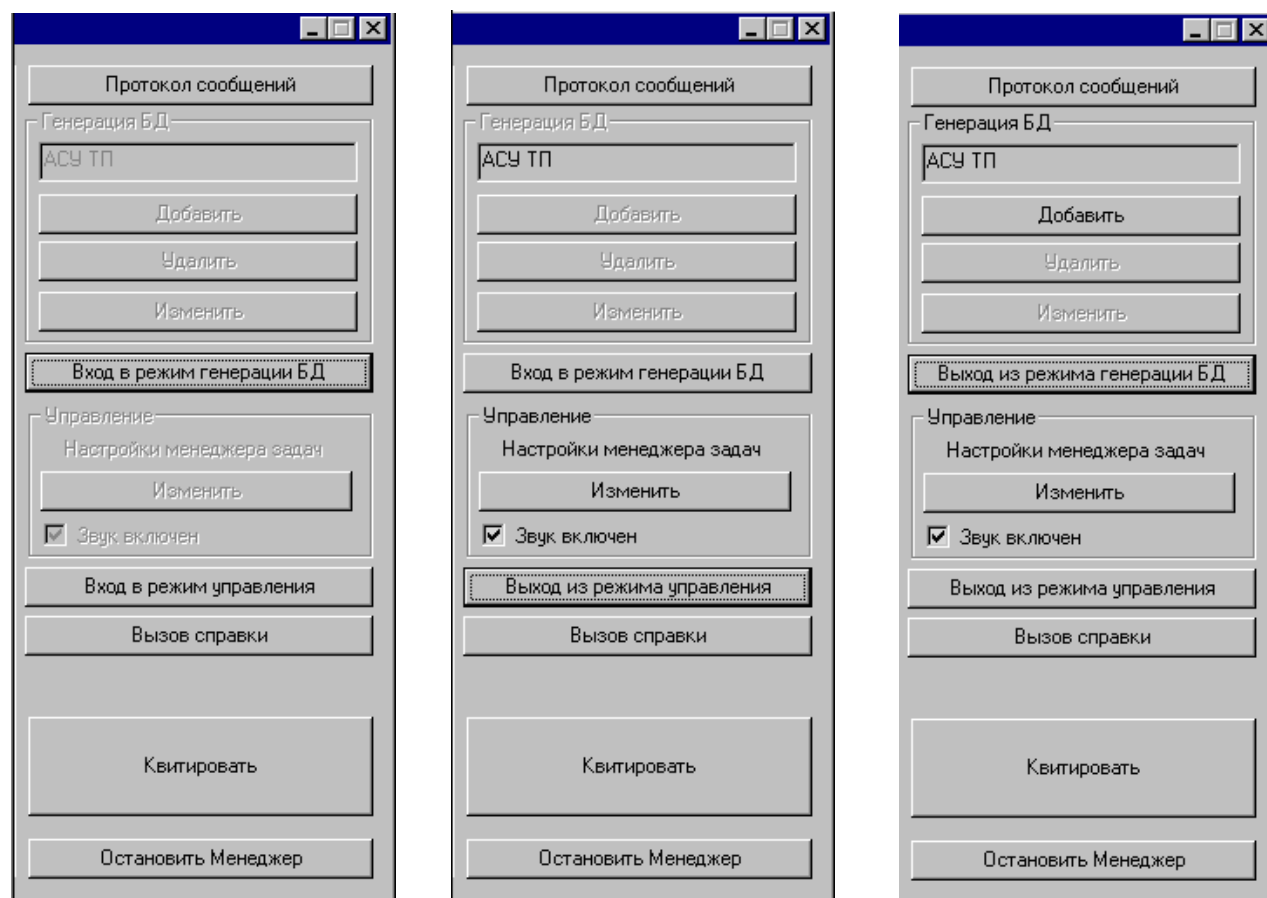 Протокол сообщений
Генерация БД
АСУ ТП
Добавить
Удалить
Изменить
Вход в режим генерации БД
Управление
Настройки менеджера задач
Изменить
Звук включен
Вход в режим управления
Вызов справки
Квитировать
Остановить Менеджер
Протокол сообщений
Генерация БД
АСУ ТП
Добавить
Удалить
Изменить
Вход в режим генерации БД
Управление
Настройки менеджера задач
Изменить
Звук включен
Выход из режима управления
Вызов справки
Квитировать
Остановить Менеджер
Протокол сообщений
Генерация БД
АСУ ТП
Добавить
Удалить
Изменить
Выход из режима генерации БД
Управление
Настройки менеджера задач
Изменить
Звук включен
Выход из режима управления
Вызов справки
Квитировать
Остановить Менеджер